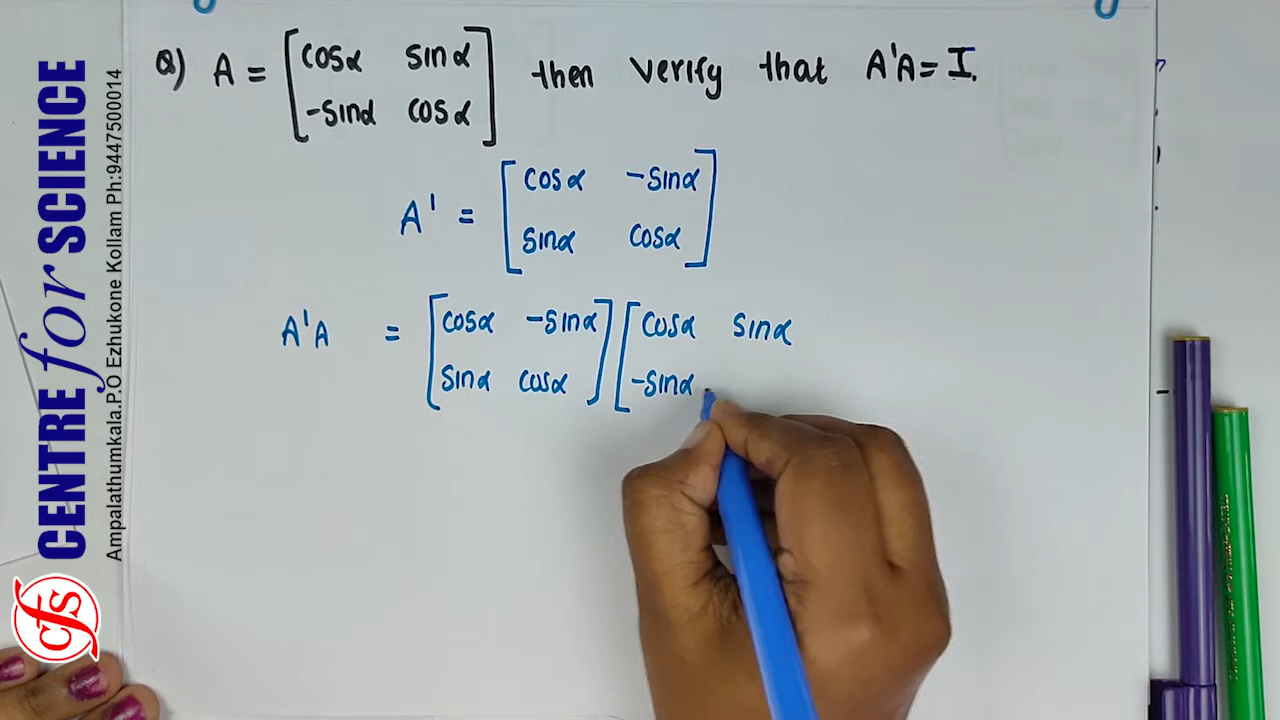 Q) A = [cosα sinα
-sinα cosα] then verify that A'A = I.
A' = [cosα -sinα
sinα cosα]
A'A = [cosα -sinα] [cosα sinα
sinα cosα] [-sinα
CENTRE for SCIENCE
Ampalathumkala.P.O Ezhukone Kollam Ph:9447500014
cfs